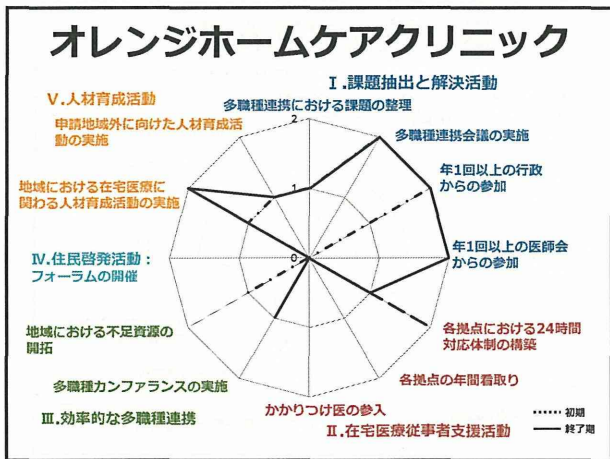 オレンジホームケアクリニック
Ⅰ.課題抽出と解決活動
Ⅴ.人材育成活動
多職種連携における課題の整理
申請地域外に向けた人材育成活
動の実施
多職種連携会議の実施
年1回以上の行政
からの参加
地域における在宅医療に
関わる人材育成活動の実施
年1回以上の医師会
からの参加
Ⅳ.住民啓発活動：
フォーラムの開催
地域における不足資源の
開拓
各拠点における24時間
対応体制の構築
多職種カンファランスの実施
各拠点の年間看取り
Ⅲ.効率的な多職種連携
かかりつけ医の参入
Ⅱ.在宅医療従事者支援活動
2
1
0
初期
終了期